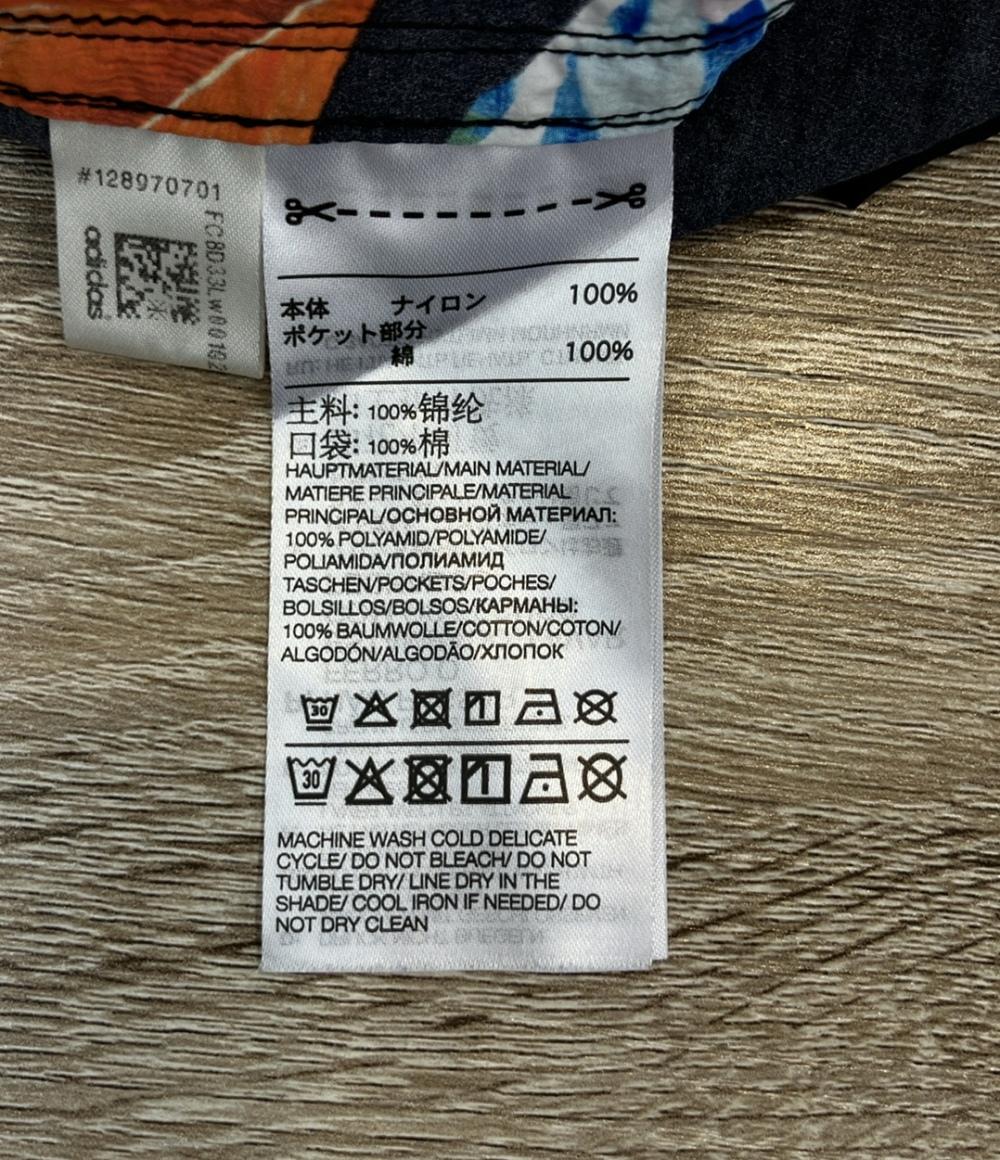 #128970701
adidas
本体 ナイロン 100%
ポケット部分
綿 100%
主料: 100%锦纶
口袋: 100%棉
HAUPTMATERIAL/MAIN MATERIAL/
MATIERE PRINCIPALE/MATERIAL
PRINCIPAL/ОСНОВНОЙ МАТЕРИАЛ:
100% POLYAMID/POLYAMIDE/
POLIAMIDA/ПОЛИАМИД
TASCHEN/POCKETS/POCHES/
BOLSILLOS/BOLSOS/КАРМАНЫ:
100% BAUMWOLLE/COTTON/COTON/
ALGODÓN/ALGODÃO/ХЛОПОК
30
30
MACHINE WASH COLD DELICATE
CYCLE/ DO NOT BLEACH/ DO NOT
TUMBLE DRY/ LINE DRY IN THE
SHADE/ COOL IRON IF NEEDED/ DO
NOT DRY CLEAN